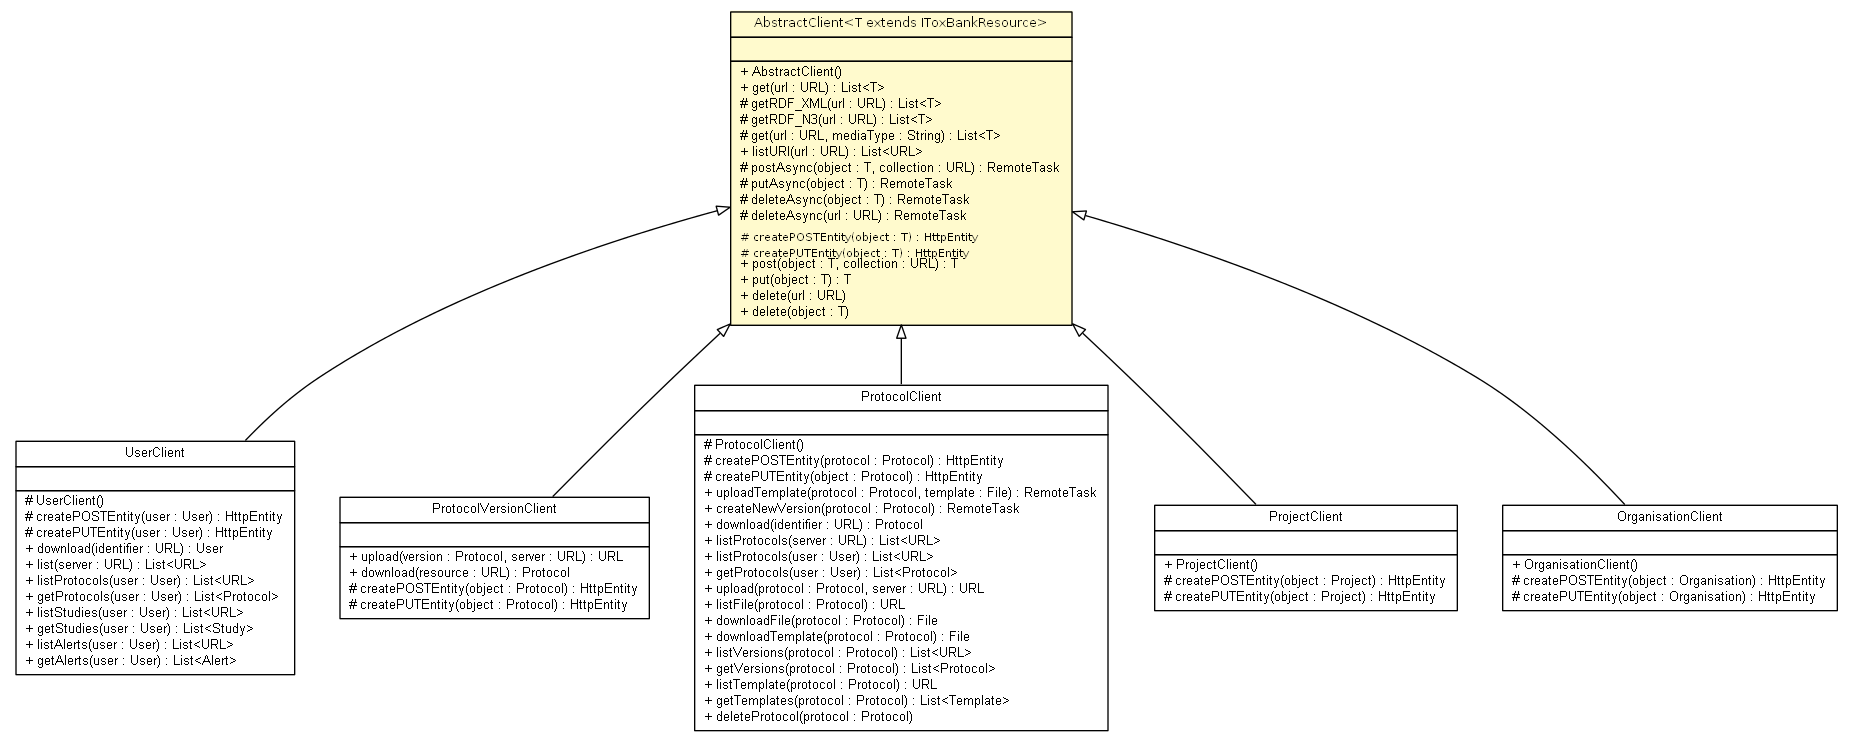 AbstractClient<T extends IToxBankResource>
+ AbstractClient()
+ get(url : URL) : List<T>
# getRDF_XML(url : URL) : List<T>
# getRDF_N3(url : URL) : List<T>
# get(url : URL, mediaType : String) : List<T>
+ listURI(url : URL) : List<URL>
# postAsync(object : T, collection : URL) : RemoteTask
# putAsync(object : T) : RemoteTask
# deleteAsync(object : T) : RemoteTask
# deleteAsync(url : URL) : RemoteTask
# createPOSTEntity(object : T) : HttpEntity
# createPUTEntity(object : T) : HttpEntity
+ post(object : T, collection : URL) : T
+ put(object : T) : T
+ delete(url : URL)
+ delete(object : T)
UserClient
# UserClient()
# createPOSTEntity(user : User) : HttpEntity
# createPUTEntity(user : User) : HttpEntity
+ download(identifier : URL) : User
+ list(server : URL) : List<URL>
+ listProtocols(user : User) : List<URL>
+ getProtocols(user : User) : List<Protocol>
+ listStudies(user : User) : List<URL>
+ getStudies(user : User) : List<Study>
+ listAlerts(user : User) : List<URL>
+ getAlerts(user : User) : List<Alert>
ProtocolVersionClient
+ upload(version : Protocol, server : URL) : URL
+ download(resource : URL) : Protocol
# createPOSTEntity(object : Protocol) : HttpEntity
# createPUTEntity(object : Protocol) : HttpEntity
ProtocolClient
# ProtocolClient()
# createPOSTEntity(protocol : Protocol) : HttpEntity
# createPUTEntity(object : Protocol) : HttpEntity
+ uploadTemplate(protocol : Protocol, template : File) : RemoteTask
+ createNewVersion(protocol : Protocol) : RemoteTask
+ download(identifier : URL) : Protocol
+ listProtocols(server : URL) : List<URL>
+ listProtocols(user : User) : List<URL>
+ getProtocols(user : User) : List<Protocol>
+ upload(protocol : Protocol, server : URL) : URL
+ listFile(protocol : Protocol) : URL
+ downloadFile(protocol : Protocol) : File
+ downloadTemplate(protocol : Protocol) : File
+ listVersions(protocol : Protocol) : List<URL>
+ getVersions(protocol : Protocol) : List<Protocol>
+ listTemplate(protocol : Protocol) : URL
+ getTemplates(protocol : Protocol) : List<Template>
+ deleteProtocol(protocol : Protocol)
ProjectClient
+ ProjectClient()
# createPOSTEntity(object : Project) : HttpEntity
# createPUTEntity(object : Project) : HttpEntity
OrganisationClient
+ OrganisationClient()
# createPOSTEntity(object : Organisation) : HttpEntity
# createPUTEntity(object : Organisation) : HttpEntity